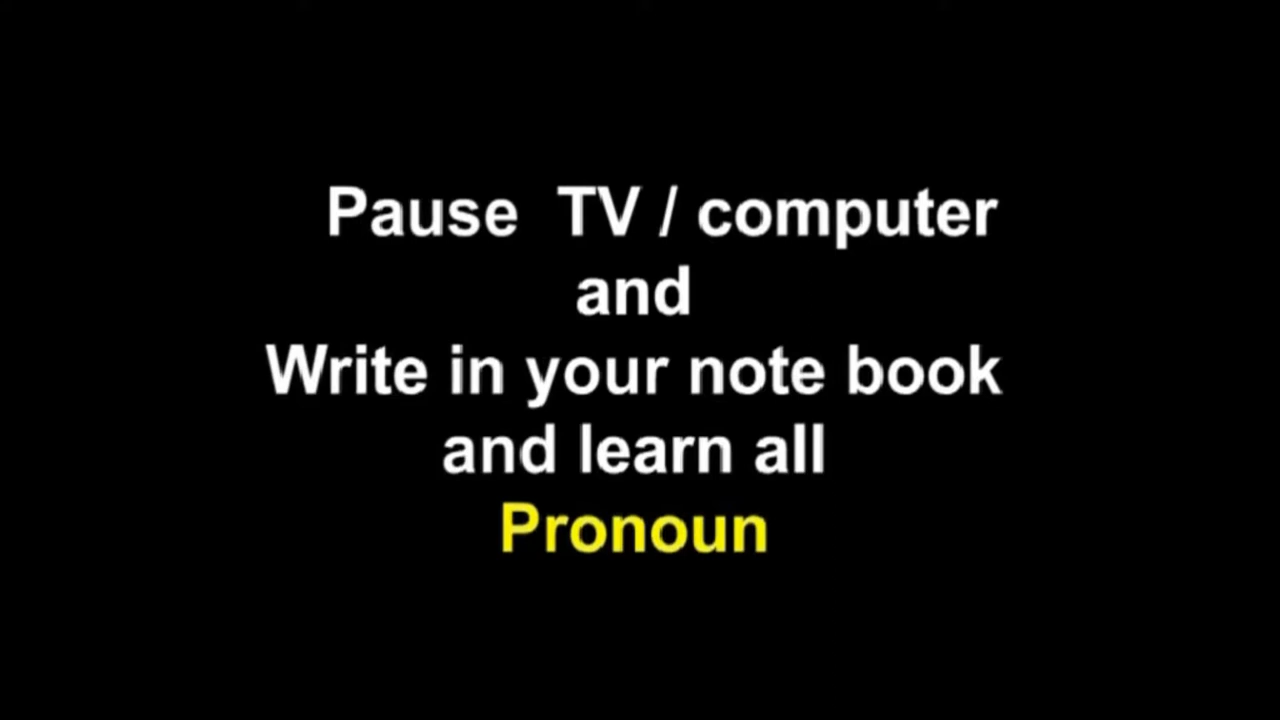 Pause TV / computer
and
Write in your note book
and learn all
Pronoun